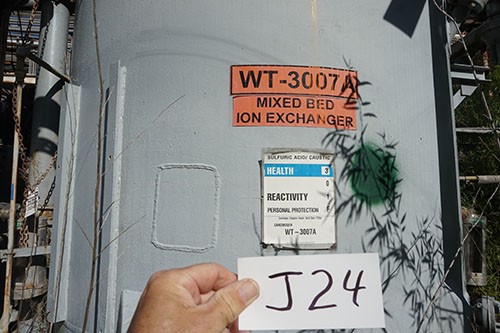 WT-3007A
MIXED BED
ION EXCHANGER
SULFURIC ACID/ CAUSTIC
HEALTH 3
0
REACTIVITY
PERSONAL PROTECTION
WT-3007A
J24